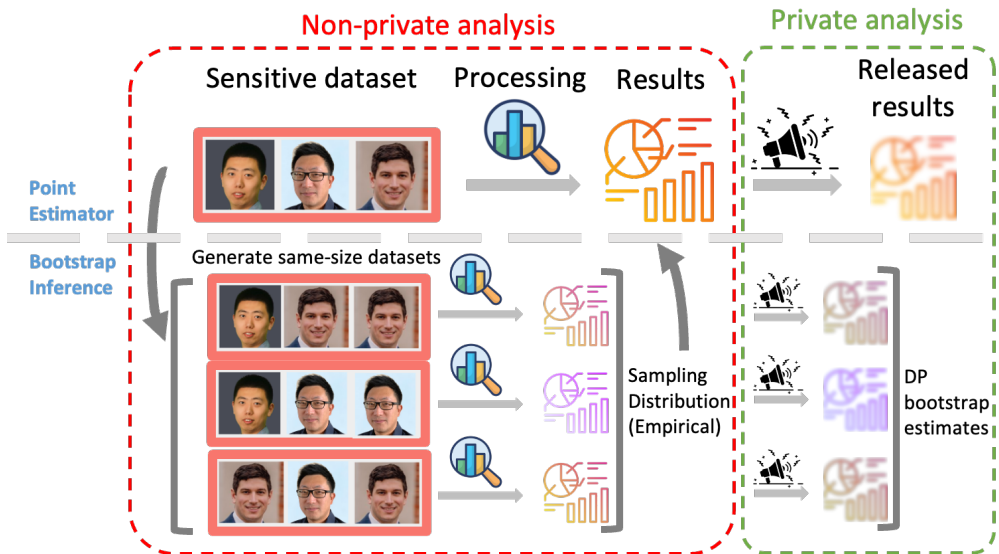 Non-private analysis
Private analysis
Sensitive dataset
Processing
Results
Released
results
Point
Estimator
Bootstrap
Inference
Generate same-size datasets
Sampling
Distribution
(Empirical)
DP
bootstrap
estimates